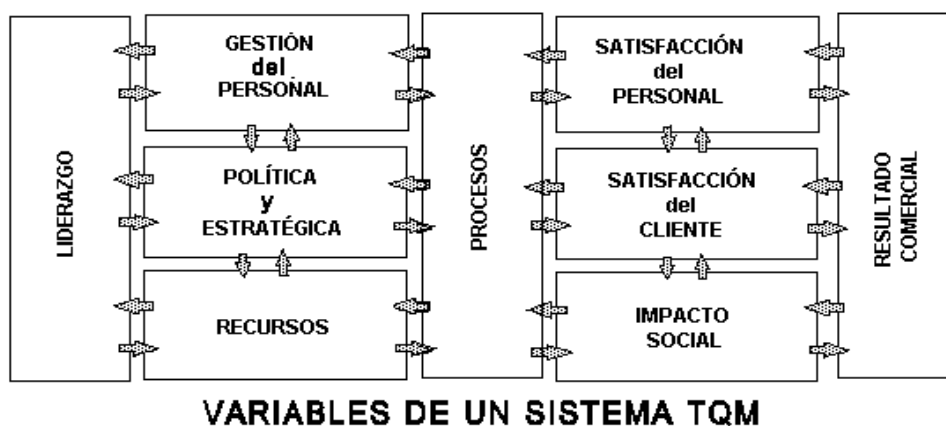 LIDERAZGO
GESTIÓN
del
PERSONAL
POLÍTICA
y
ESTRATÉGICA
RECURSOS
PROCESOS
SATISFACCIÓN
del
PERSONAL
SATISFACCIÓN
del
CLIENTE
IMPACTO
SOCIAL
RESULTADO
COMERCIAL
VARIABLES DE UN SISTEMA TQM